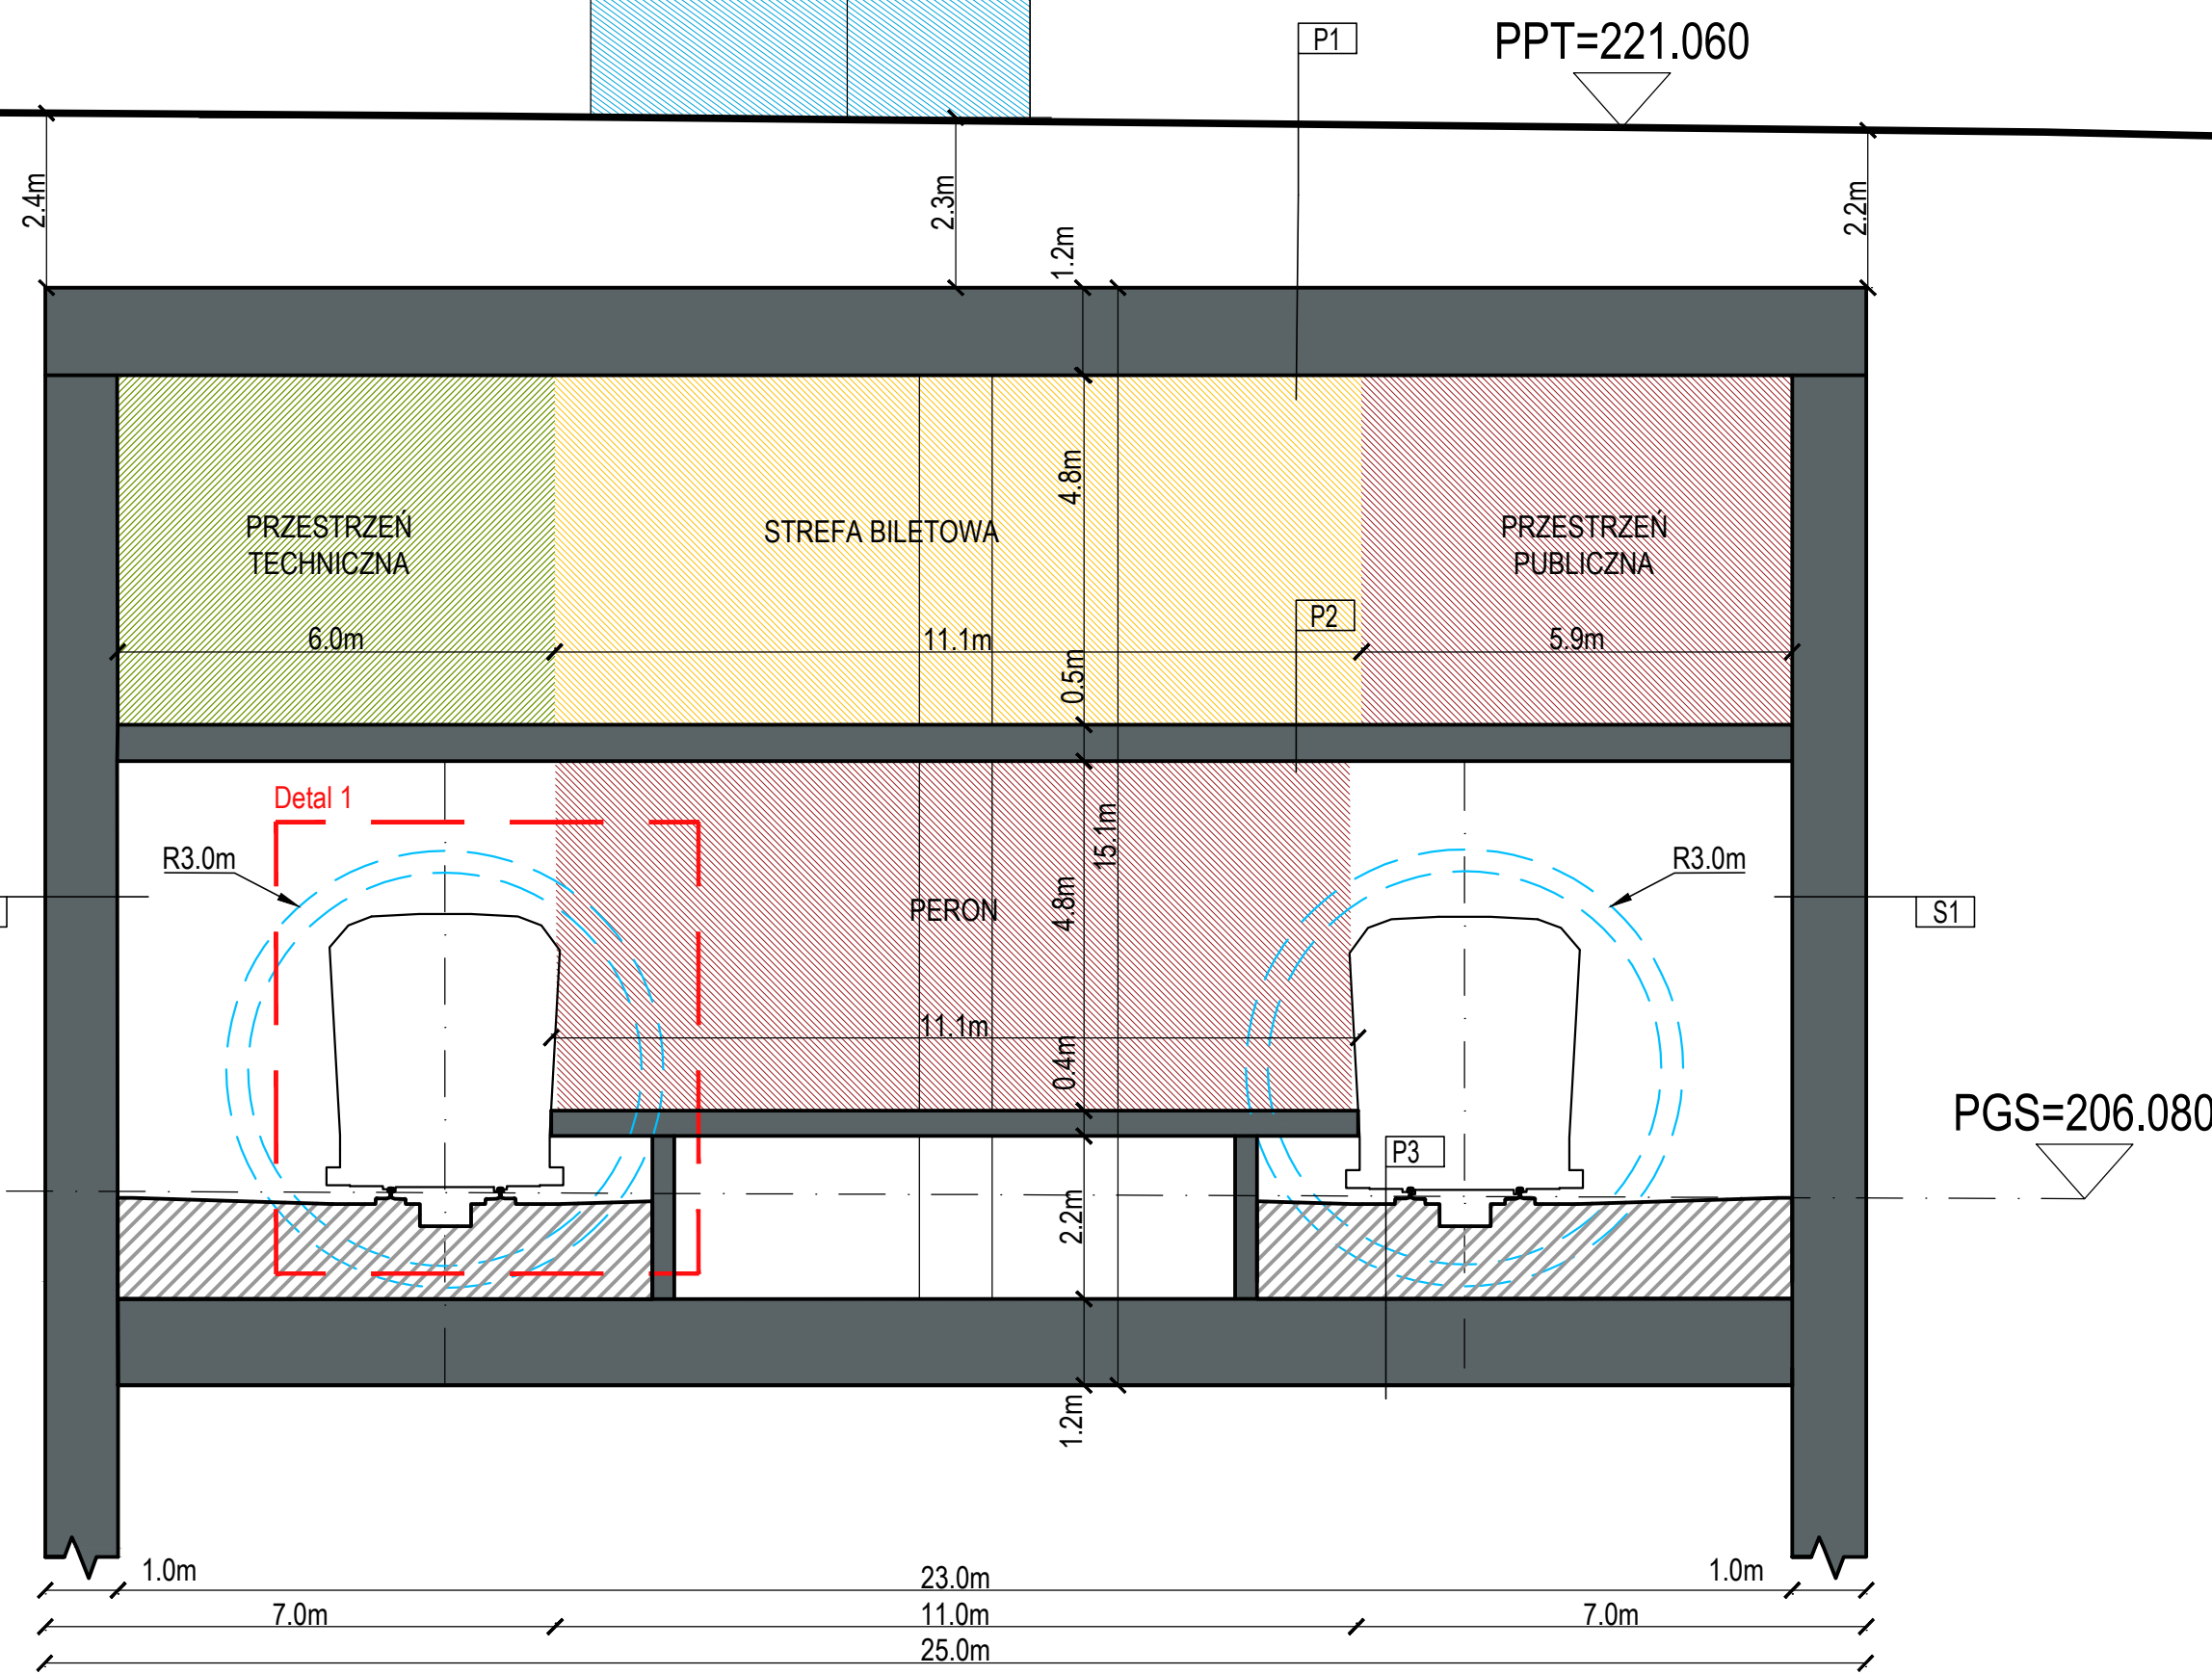 P1
PPT=221.060
2.4m
2.3m
2.2m
1.2m
4.8m
PRZESTRZEŃ
TECHNICZNA
STREFA BILETOWA
PRZESTRZEŃ
PUBLICZNA
P2
6.0m
11.1m
5.9m
0.5m
Detal 1
R3.0m
15.1m
R3.0m
PERON
4.8m
S1
11.1m
0.4m
PGS=206.080
P3
2.2m
1.2m
1.0m
23.0m
1.0m
7.0m
11.0m
7.0m
25.0m